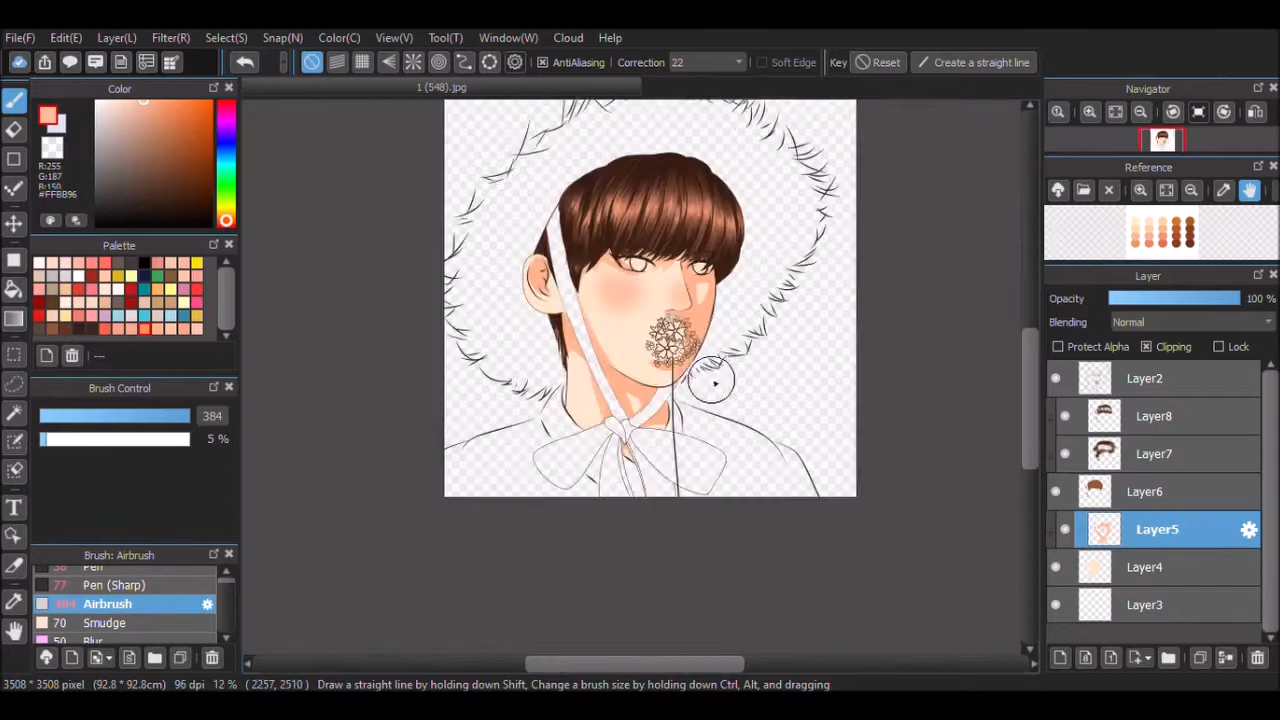 File(F) Edit(E) Layer(L) Filter(R) Select(S) Snap(N) Color(C) View(V) Tool(T) Window(W) Cloud Help
AntiAliasing Correction 22 Soft Edge Key Reset Create a straight line
Color
1 (548).jpg
Navigator
R:255
G:187
B:150
#FFBB96
Reference
Palette
Layer
Opacity 100 %
Blending Normal
Protect Alpha Clipping Lock
---
Brush Control
384
5 %
Layer2
Layer8
Layer7
Layer6
Layer5
Layer4
Layer3
Brush: Airbrush
Pen
77 Pen (Sharp)
384 Airbrush
70 Smudge
50 Blur
3508 * 3508 pixel (92.8 * 92.8cm) 96 dpi 12 % ( 2257, 2510 ) Draw a straight line by holding down Shift, Change a brush size by holding down Ctrl, Alt, and dragging